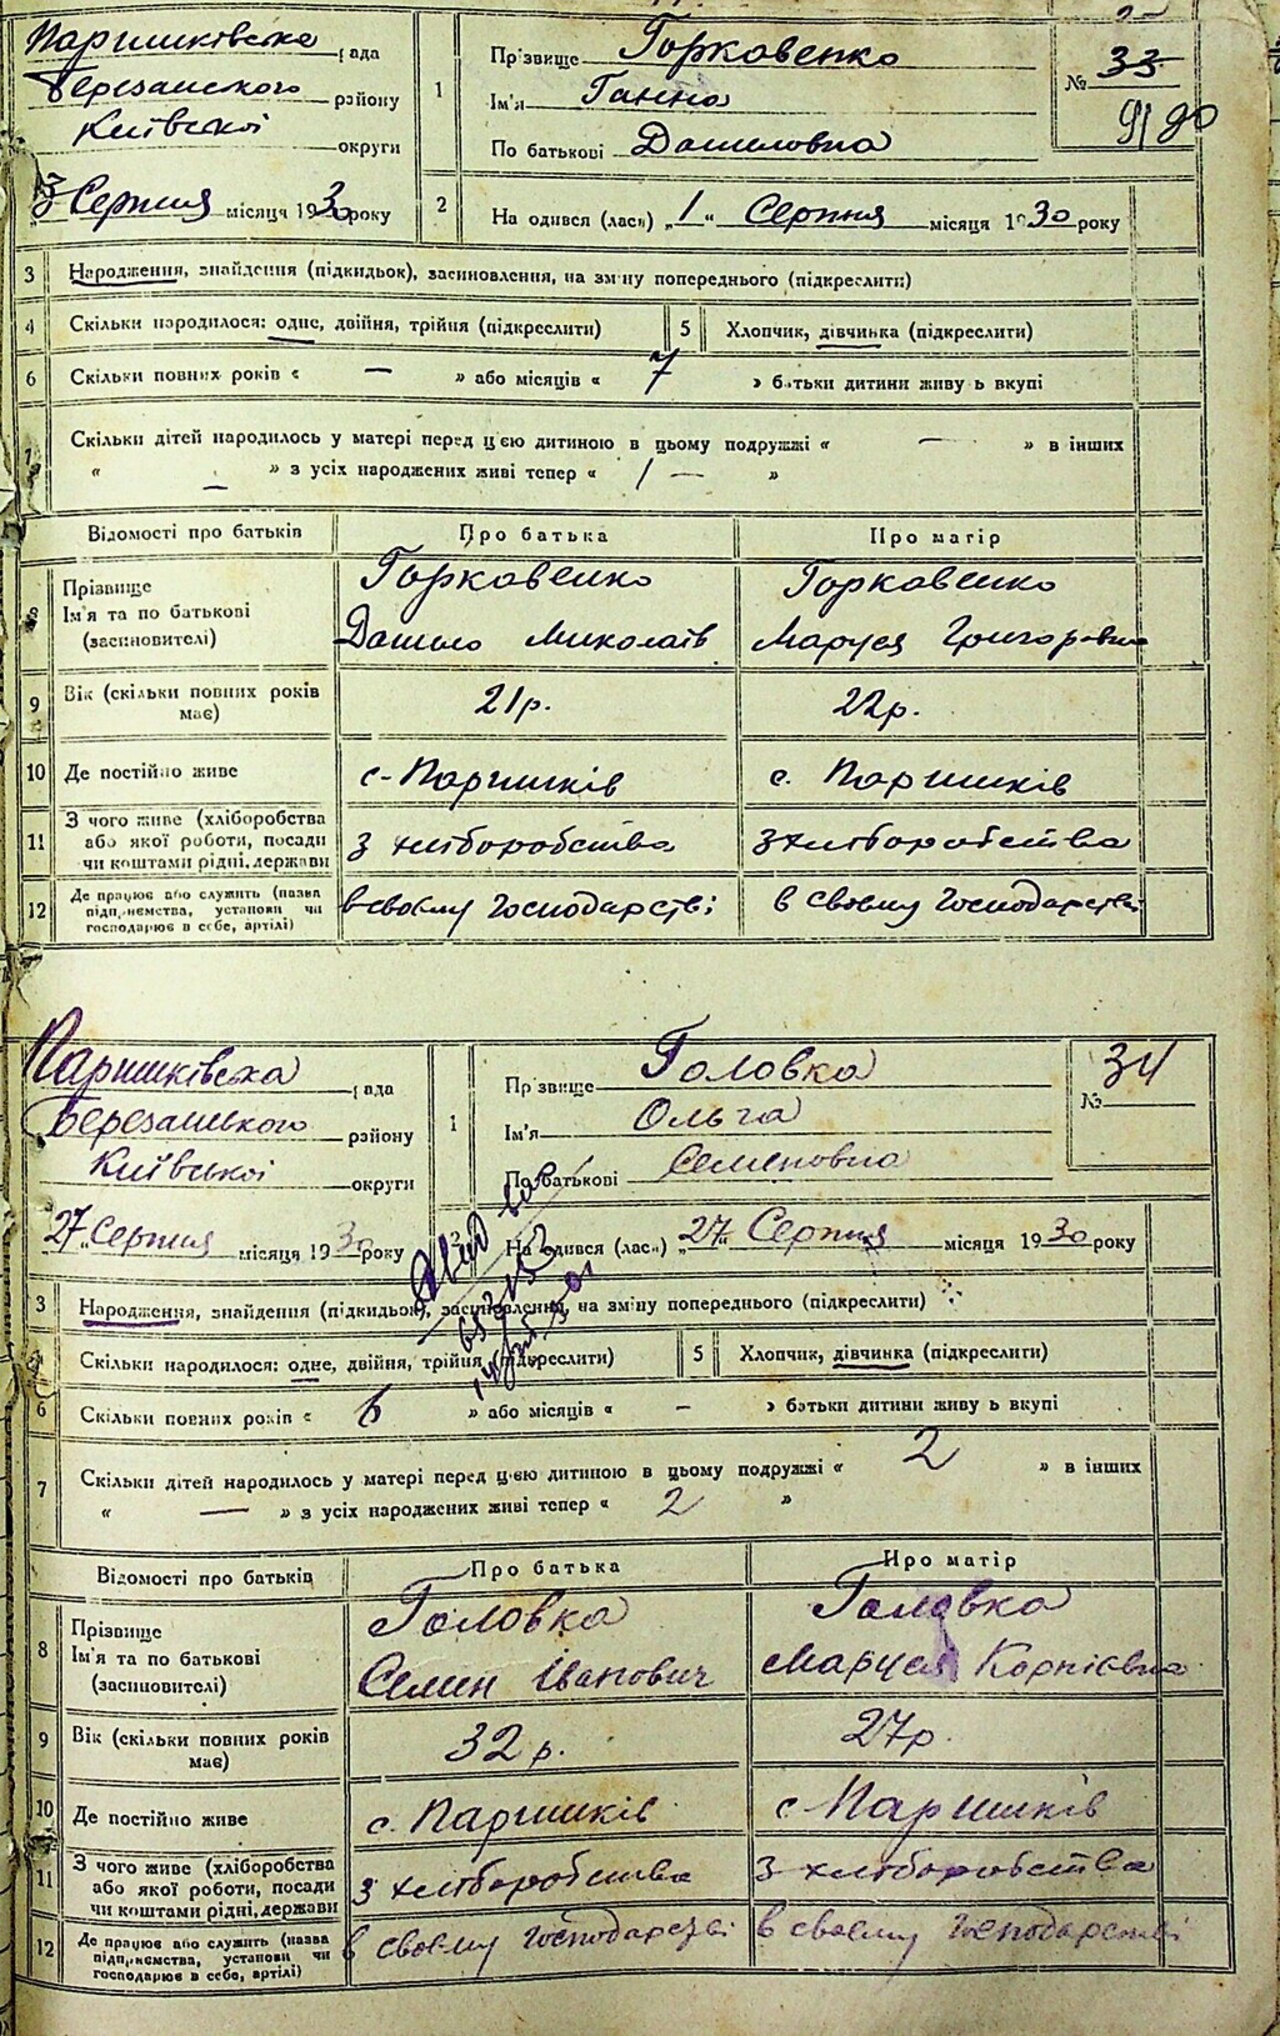 Паришківська рада
Березанського району
Київської округи
3 Серпня місяця 1930 року
1
Прізвище Горковенко
Ім'я Ганна
По батькові Даниловна
№ 33
2
На одився (лась) „1“ Серпня місяця 1930 року
3 Народження, знайдення (підкидьок), засиновлення, на зміну попереднього (підкреслити)
4 Скільки народилося: одне, двійня, трійня (підкреслити) 5 Хлопчик, дівчинка (підкреслити)
6 Скільки повних років « — » або місяців « 7 » батьки дитини живу ь вкупі
7 Скільки дітей народилось у матері перед цією дитиною в цьому подружжі « — » в інших
« — » з усіх народжених живі тепер « 1 — »
Відомості про батьків Про батька Про матір
8 Прізвище Горковенко Горковенко
Ім'я та по батькові Данило Миколаїв Маруся Григоровна
(засиновителі)
9 Вік (скільки повних років має) 21р. 22р.
10 Де постійно живе с-Паришків с. Паришків
11 З чого живе (хліборобства
або якої роботи, посади з хліборобства з хліборобства
чи коштами рідні, держави
12 Де працює або служить (назва
підприємства, установи чи в своєму господарстві в своєму господарстві
господарює в себе, артілі)
Паришківська рада
Березанського району
Київської округи
27 „Серпня місяця 1930 року
1
Прізвище Головка
Ім'я Ольга
По батькові Семеновна
№ 34
2
На одився (лась) „27“ Серпня місяця 1930 року
3 Народження, знайдення (підкидьок), засиновлення, на зміну попереднього (підкреслити)
4 Скільки народилося: одне, двійня, трійня (підкреслити) 5 Хлопчик, дівчинка (підкреслити)
6 Скільки повних років « 6 » або місяців « — » батьки дитини живу ь вкупі
7 Скільки дітей народилось у матері перед цією дитиною в цьому подружжі « 2 » в інших
« — » з усіх народжених живі тепер « 2 »
Відомості про батьків Про батька Про матір
8 Прізвище Головка Головка
Ім'я та по батькові Семен Іванович Маруся Корнієвна
(засиновителі)
9 Вік (скільки повних років має) 32 р. 27р.
10 Де постійно живе с. Паришків с Паришків
11 З чого живе (хліборобства
або якої роботи, посади з хліборобства з хліборобства
чи коштами рідні, держави
12 Де працює або служить (назва
підприємства, установи чи в своєму господарстві в своєму господарстві
господарює в себе, артілі)